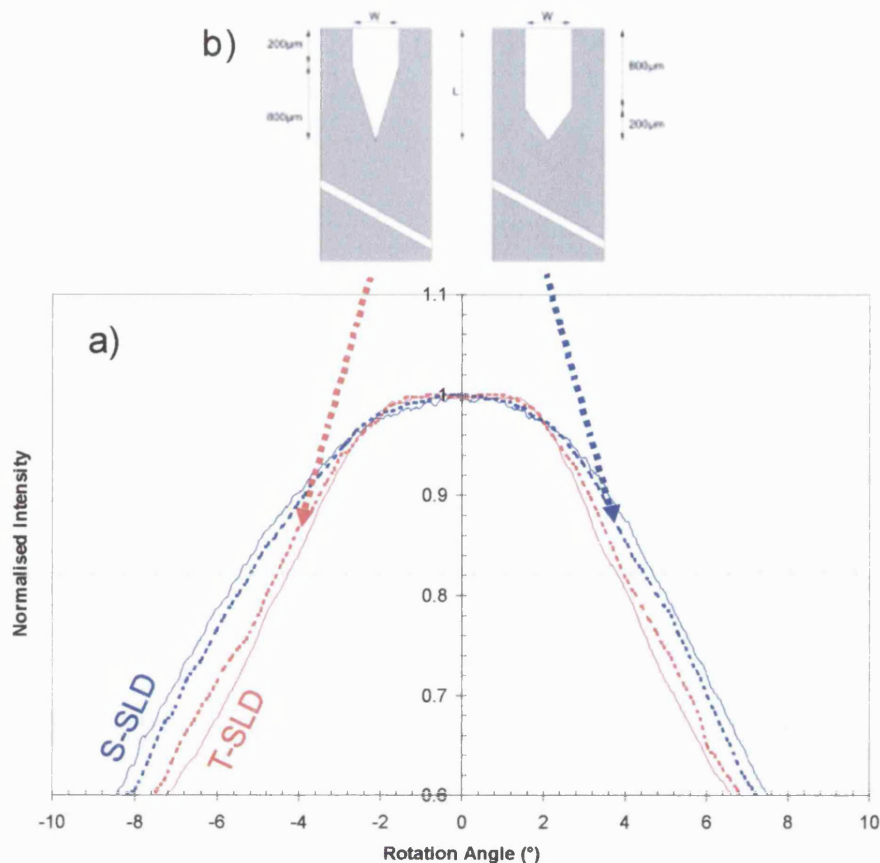 b)
W
W
200µm
800µm
L
800µm
200µm
a)
1.1
1
0.9
0.8
0.7
0.6
Normalised Intensity
S-SLD
T-SLD
-10 -8 -6 -4 -2 0 2 4 6 8 10
Rotation Angle (°)